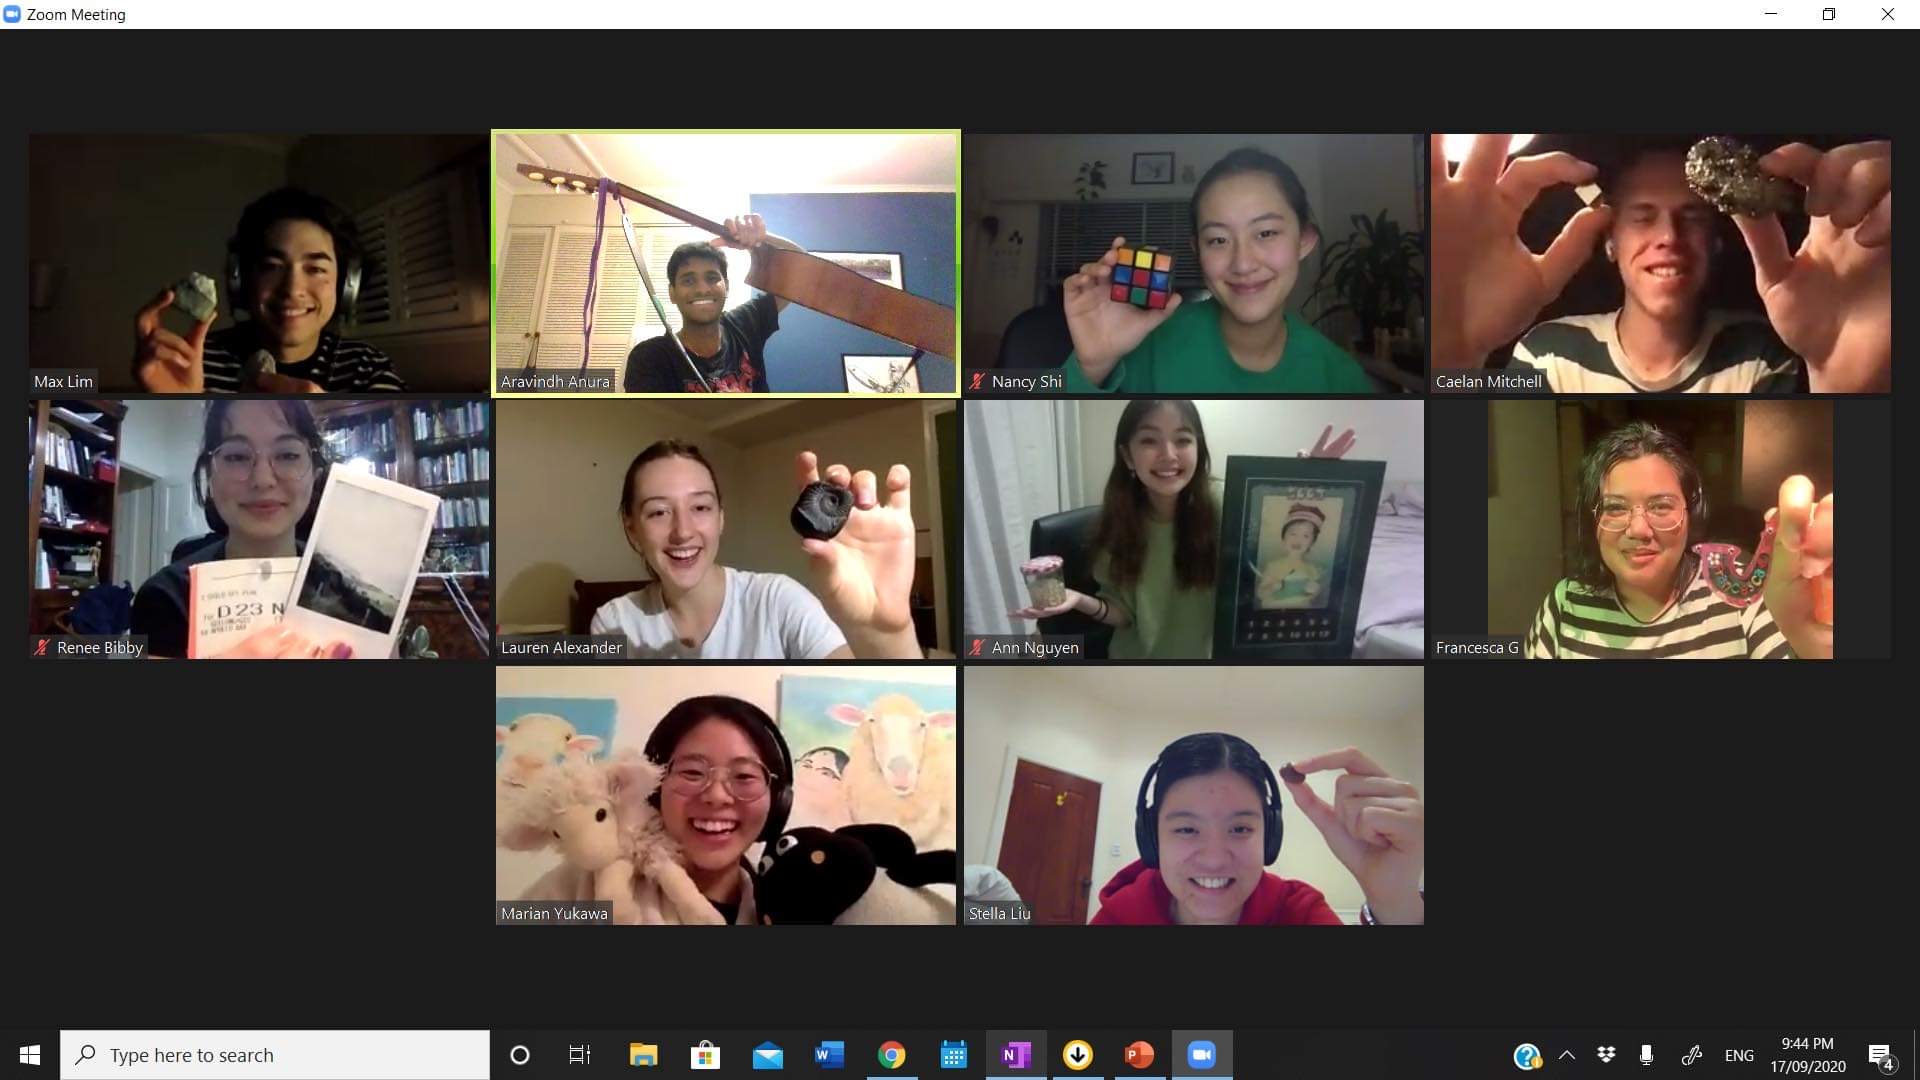 Zoom Meeting
Max Lim
Aravindh Anura
Nancy Shi
Caelan Mitchell
D 23 N
Renee Bibby
Lauren Alexander
Ann Nguyen
Francesca G
Marian Yukawa
Stella Liu
Type here to search
ENG
9:44 PM
17/09/2020
4